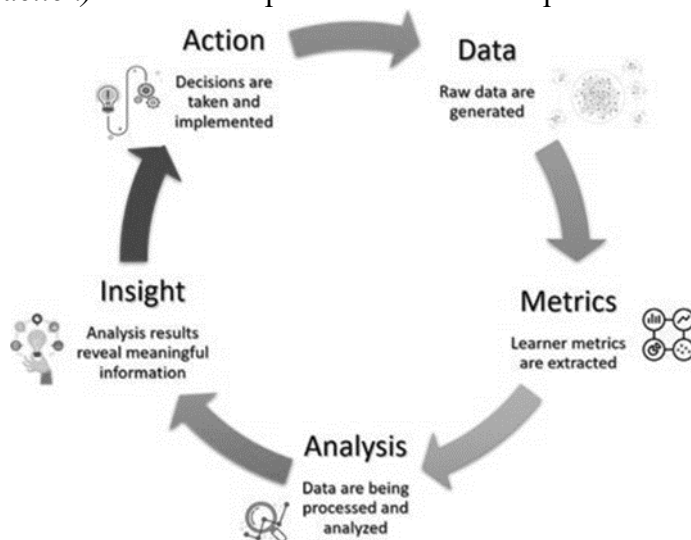 Action
Decisions are
taken and
implemented
Data
Raw data are
generated
Metrics
Learner metrics
are extracted
Analysis
Data are being
processed and
analyzed
Insight
Analysis results
reveal meaningful
information